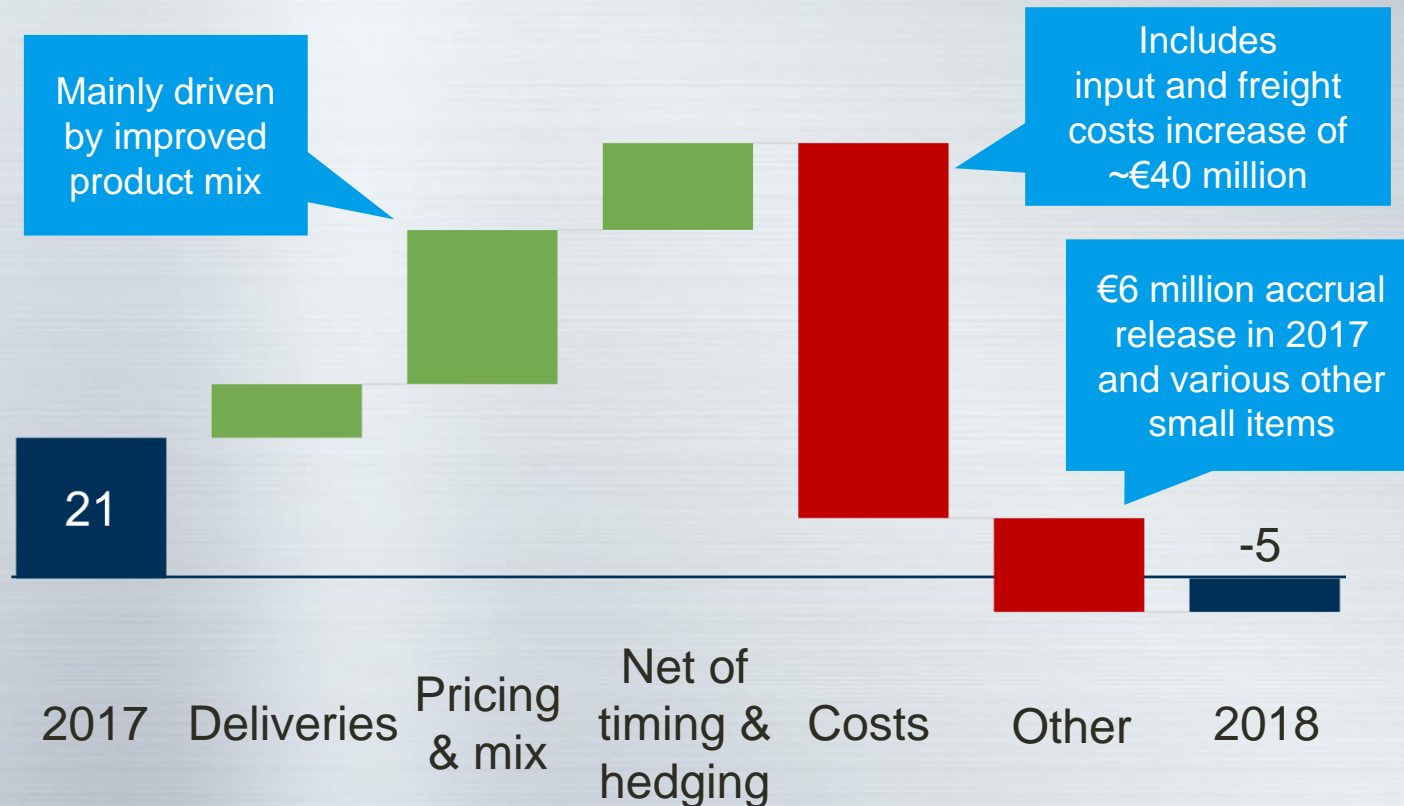 Mainly driven
by improved
product mix
Includes
input and freight
costs increase of
~€40 million
€6 million accrual
release in 2017
and various other
small items
21
-5
2017
Deliveries
Pricing
& mix
Net of
timing &
hedging
Costs
Other
2018